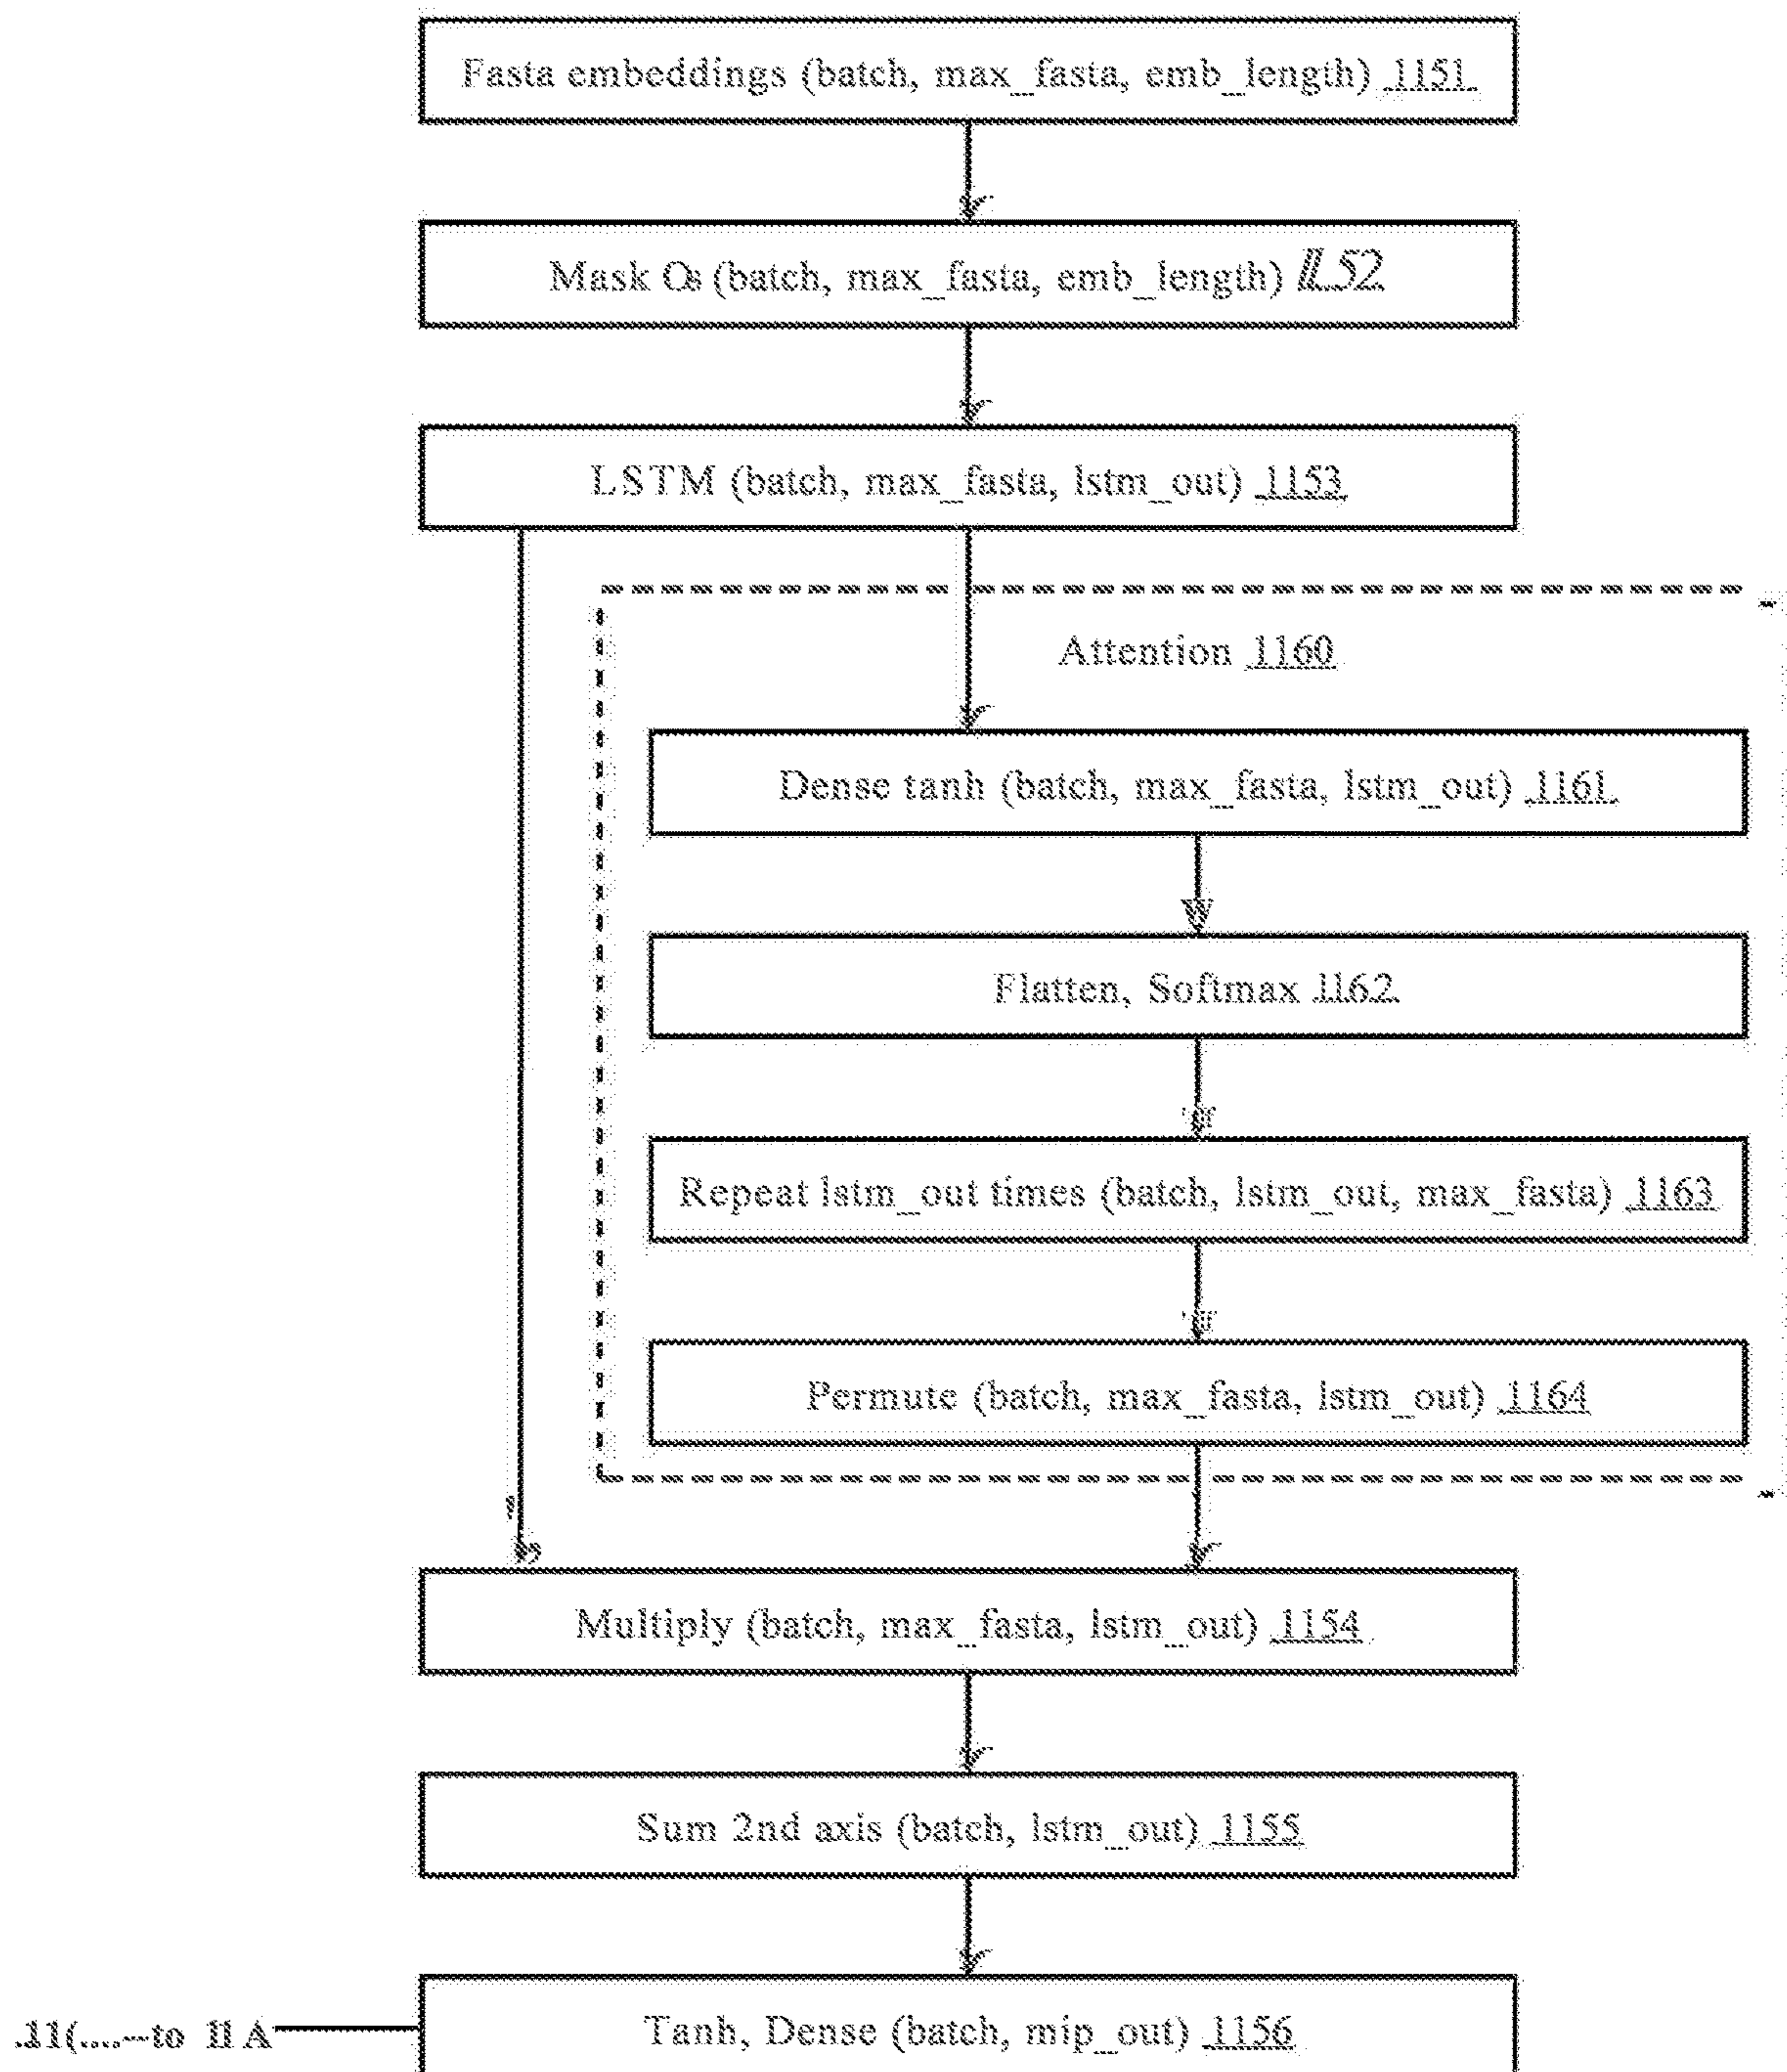 Fasta embeddings (batch, max_fasta, emb_length) 1151
Mask 0s (batch, max_fasta, emb_length) 1152
LSTM (batch, max_fasta, lstm_out) 1153
Attention 1160
Dense tanh (batch, max_fasta, lstm_out) 1161
Flatten, Softmax 1162
Repeat lstm_out times (batch, lstm_out, max_fasta) 1163
Permute (batch, max_fasta, lstm_out) 1164
Multiply (batch, max_fasta, lstm_out) 1154
Sum 2nd axis (batch, lstm_out) 1155
to 11A
Tanh, Dense (batch, mip_out) 1156